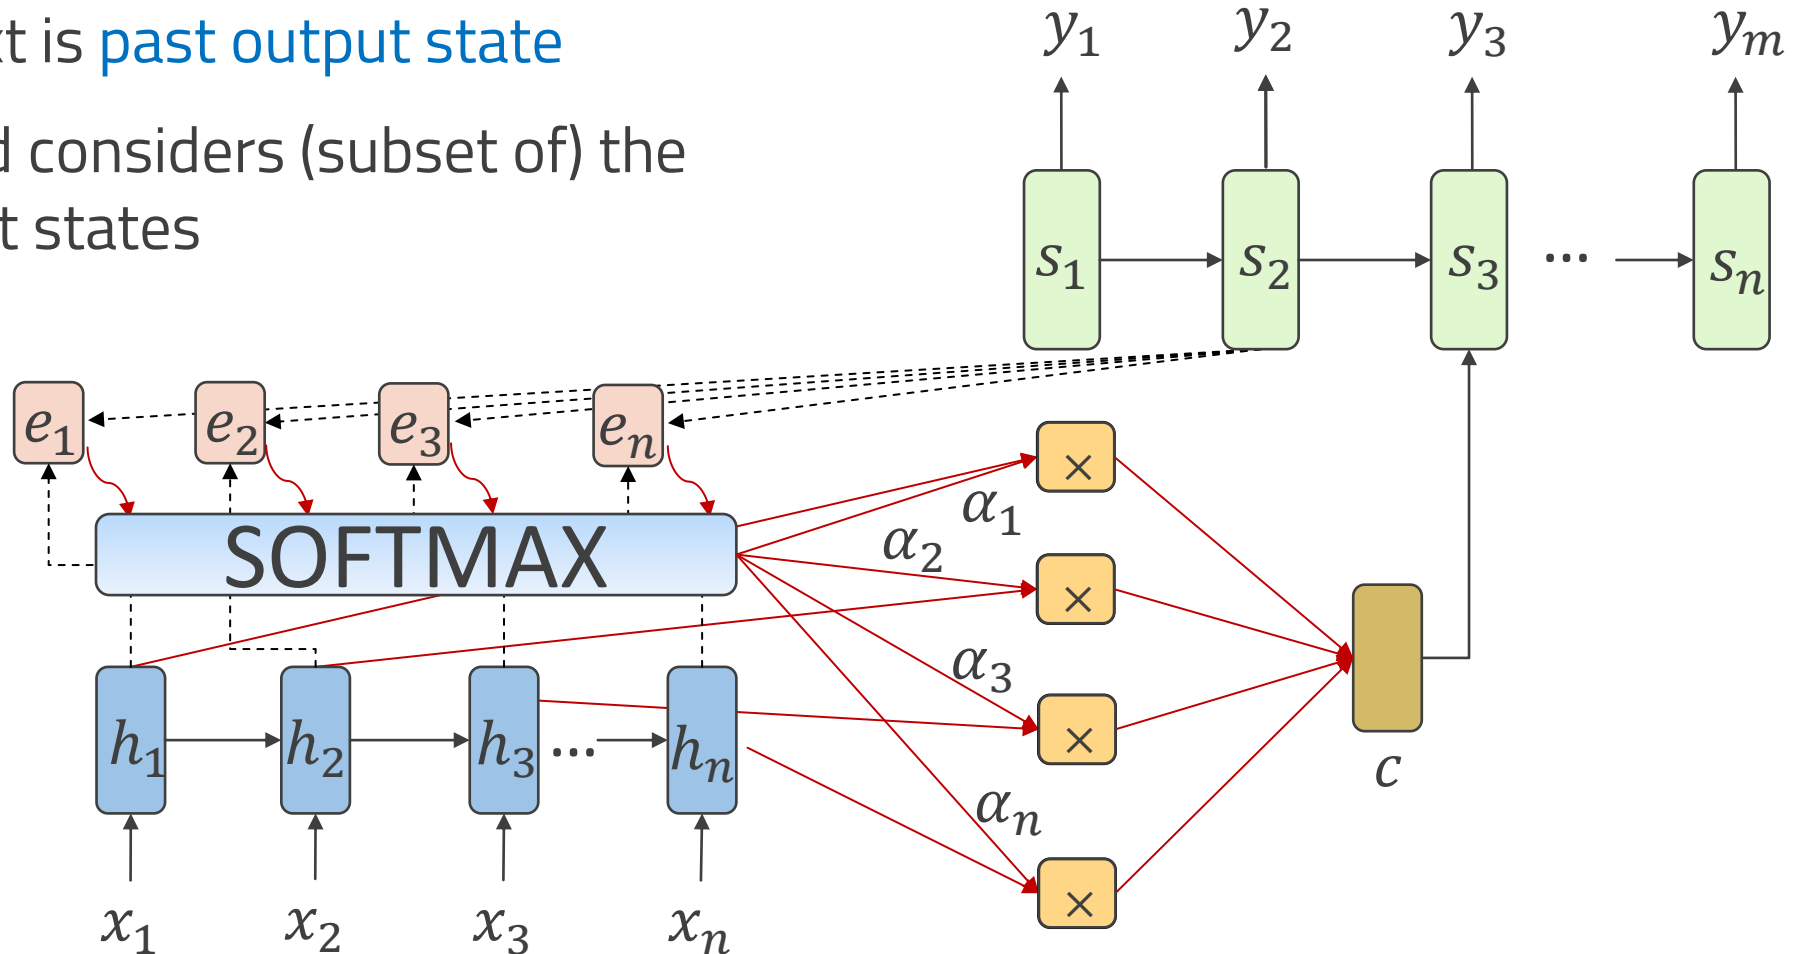 xt is past output state
d considers (subset of) the
t states
y₁ y₂ y₃ yₘ
s₁ s₂ s₃ ... sₙ
e₁ e₂ e₃ eₙ
SOFTMAX
×
α₁
α₂
×
α₃
×
αₙ
×
c
h₁ h₂ h₃ ... hₙ
x₁ x₂ x₃ xₙ